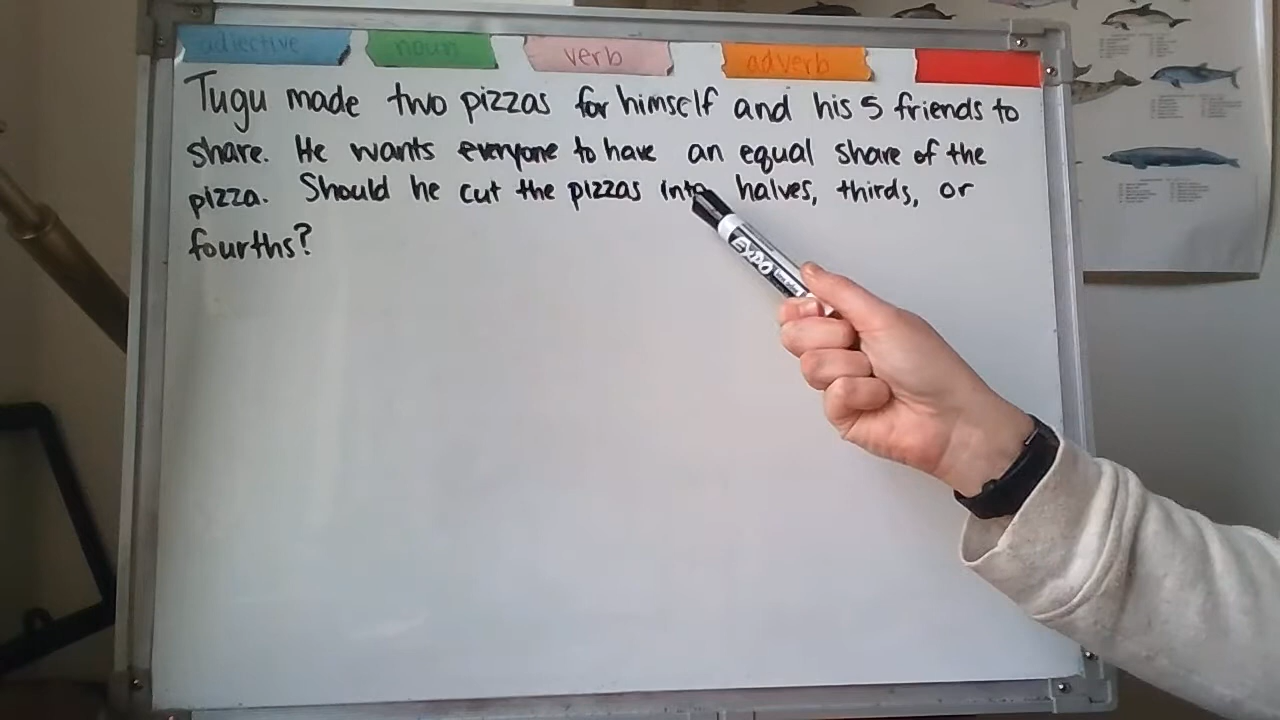 adjective noun verb adverb
Tugu made two pizzas for himself and his 5 friends to
share. He wants everyone to have an equal share of the
pizza. Should he cut the pizzas into halves, thirds, or
fourths?
EXPO